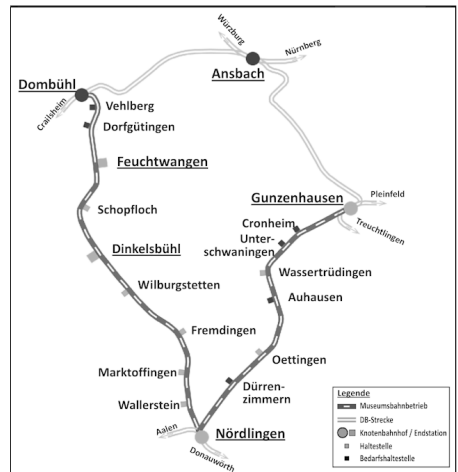 Würzburg
Nürnberg
Ansbach
Dombühl
Crailsheim
Vehlberg
Dorfgütingen
Feuchtwangen
Gunzenhausen
Pleinfeld
Treuchtlingen
Schopfloch
Cronheim
Unter-
schwaningen
Dinkelsbühl
Wassertrüdingen
Wilburgstetten
Auhausen
Fremdingen
Oettingen
Marktoffingen
Dürren-
zimmern
Wallerstein
Aalen
Nördlingen
Donauwörth
Legende
Museumsbahnbetrieb
DB-Strecke
Knotenbahnhof / Endstation
Haltestelle
Bedarfshaltestelle